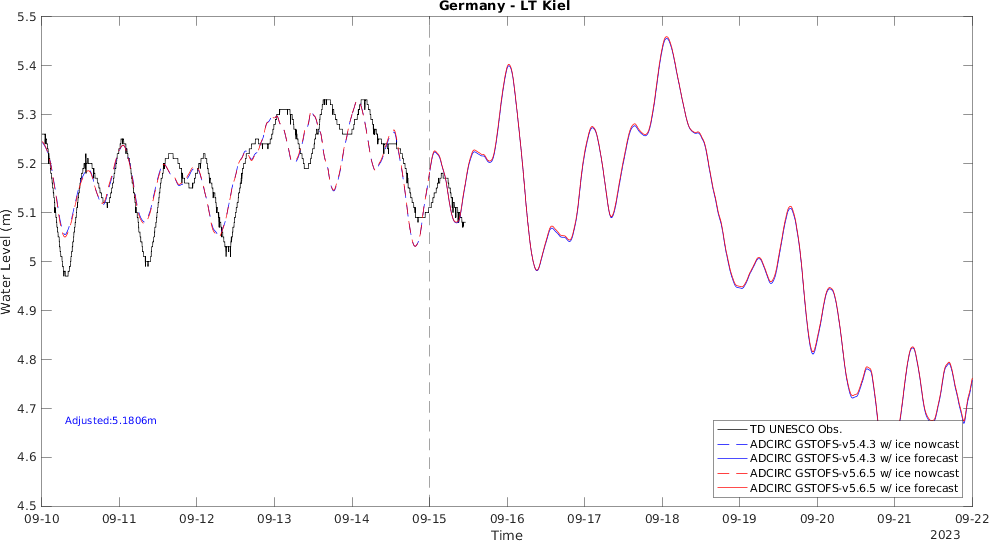 Germany - LT Kiel
5.5
5.4
5.3
5.2
5.1
5
4.9
4.8
4.7
4.6
4.5
Water Level (m)
Adjusted:5.1806m
TD UNESCO Obs.
ADCIRC GSTOFS-v5.4.3 w/ ice nowcast
ADCIRC GSTOFS-v5.4.3 w/ ice forecast
ADCIRC GSTOFS-v5.6.5 w/ ice nowcast
ADCIRC GSTOFS-v5.6.5 w/ ice forecast
09-10 09-11 09-12 09-13 09-14 09-15 09-16 09-17 09-18 09-19 09-20 09-21 09-22
Time
2023